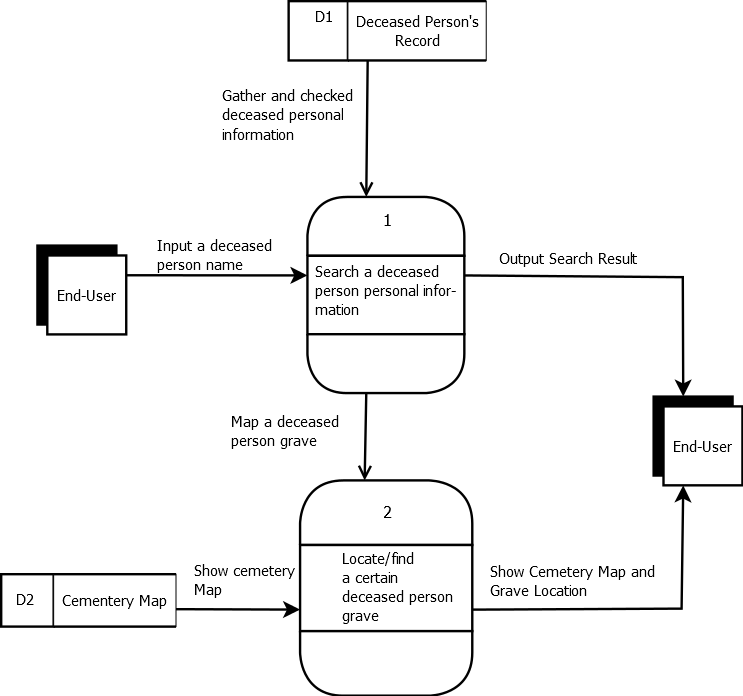 D1
Deceased Person's
Record
Gather and checked
deceased personal
information
1
Input a deceased
person name
End-User
Search a deceased
person personal infor-
mation
Output Search Result
Map a deceased
person grave
End-User
2
Show cemetery
Map
D2
Cementery Map
Locate/find
a certain
deceased person
grave
Show Cemetery Map and
Grave Location